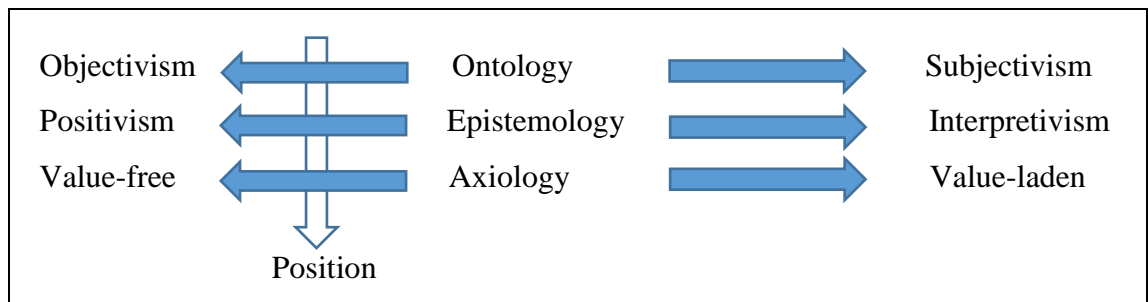 Objectivism Ontology Subjectivism
Positivism Epistemology Interpretivism
Value-free Axiology Value-laden
Position